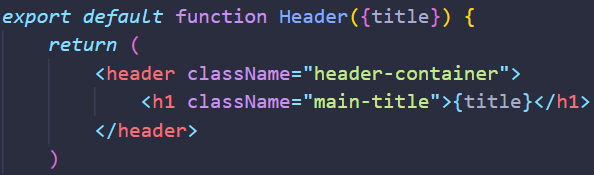 export default function Header({title}) {
    return (
        <header className="header-container">
            <h1 className="main-title">{title}</h1>
        </header>
    )